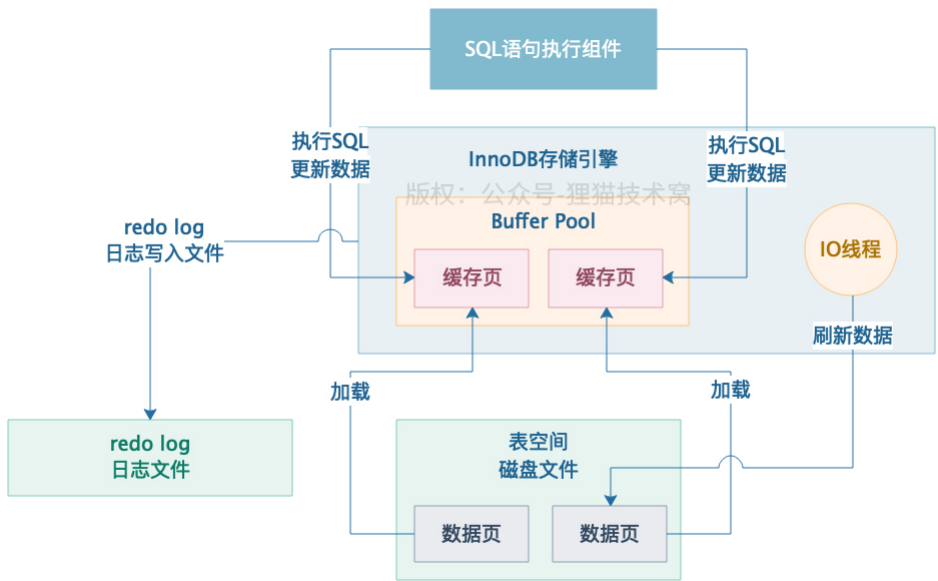 SQL语句执行组件
执行SQL
更新数据
执行SQL
更新数据
InnoDB存储引擎
版权：公众号-狸猫技术窝
Buffer Pool
redo log
日志写入文件
IO线程
缓存页
缓存页
刷新数据
加载
加载
redo log
日志文件
表空间
磁盘文件
数据页
数据页